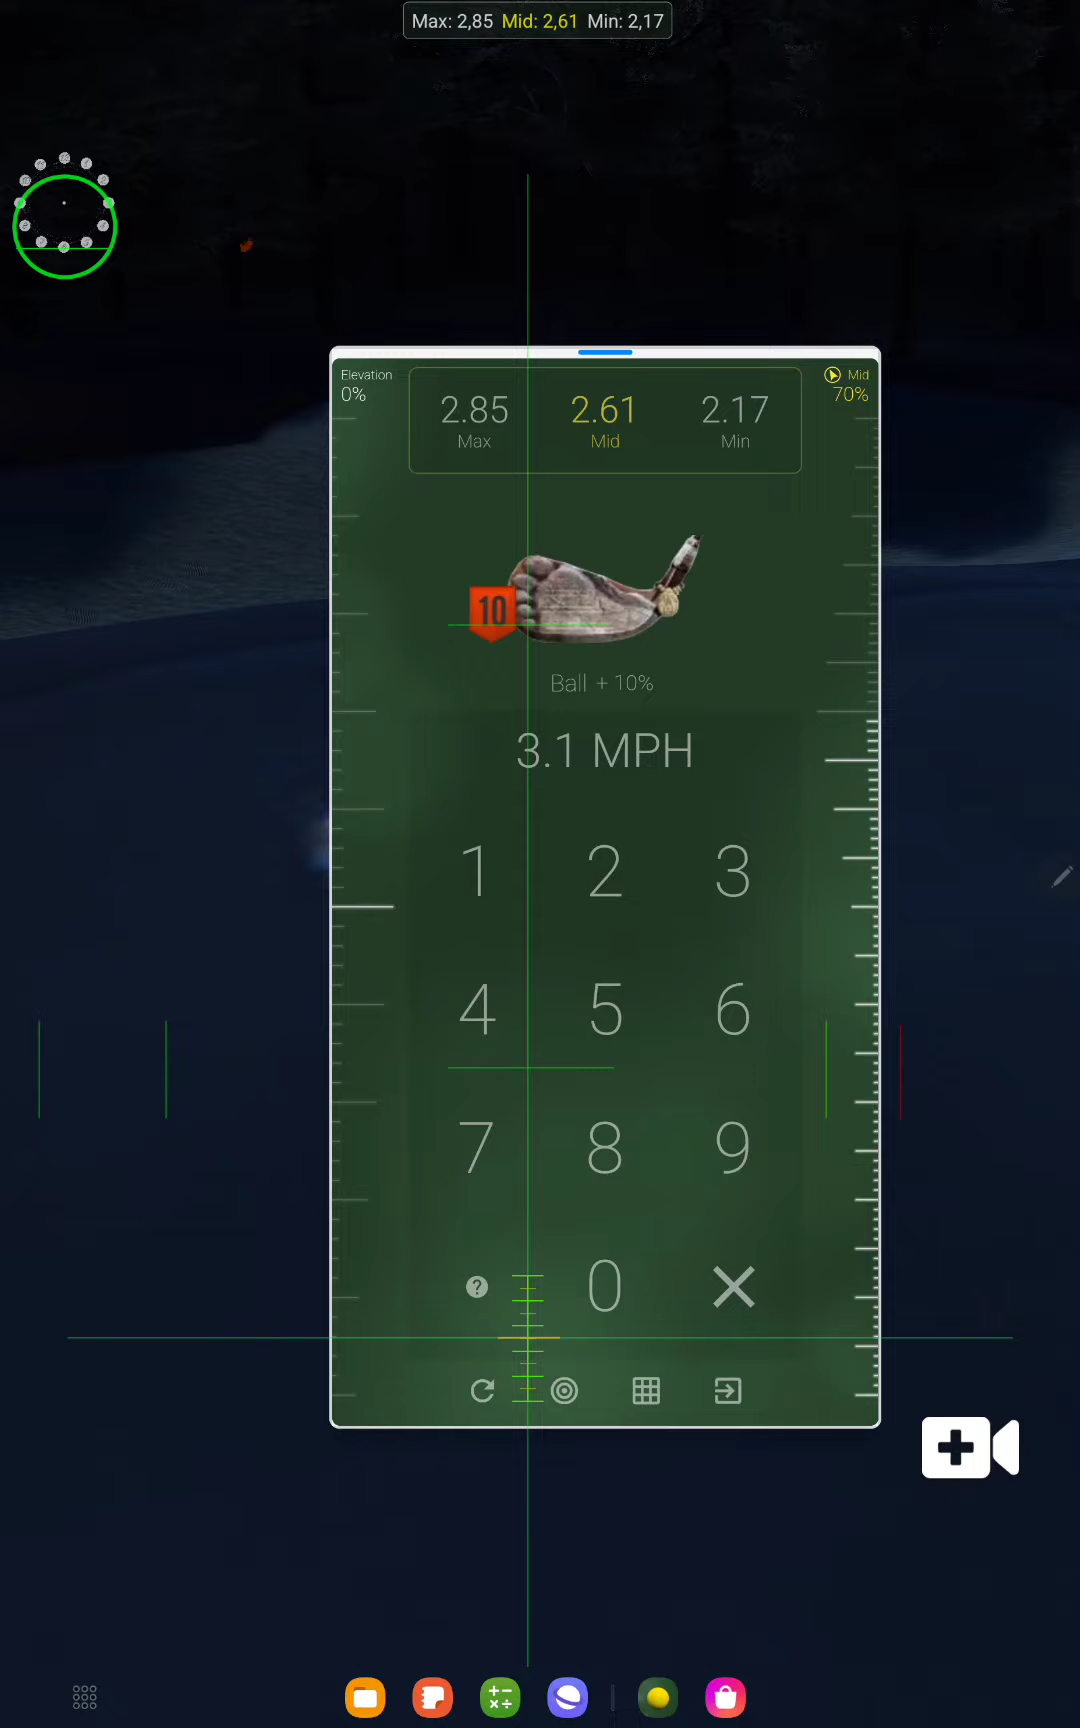 Max: 2,85 Mid: 2,61 Min: 2,17
Elevation
0%
Mid
70%
2.85 2.61 2.17
Max Mid Min
10
Ball + 10%
3.1 MPH
1 2 3
4 5 6
7 8 9
? 0